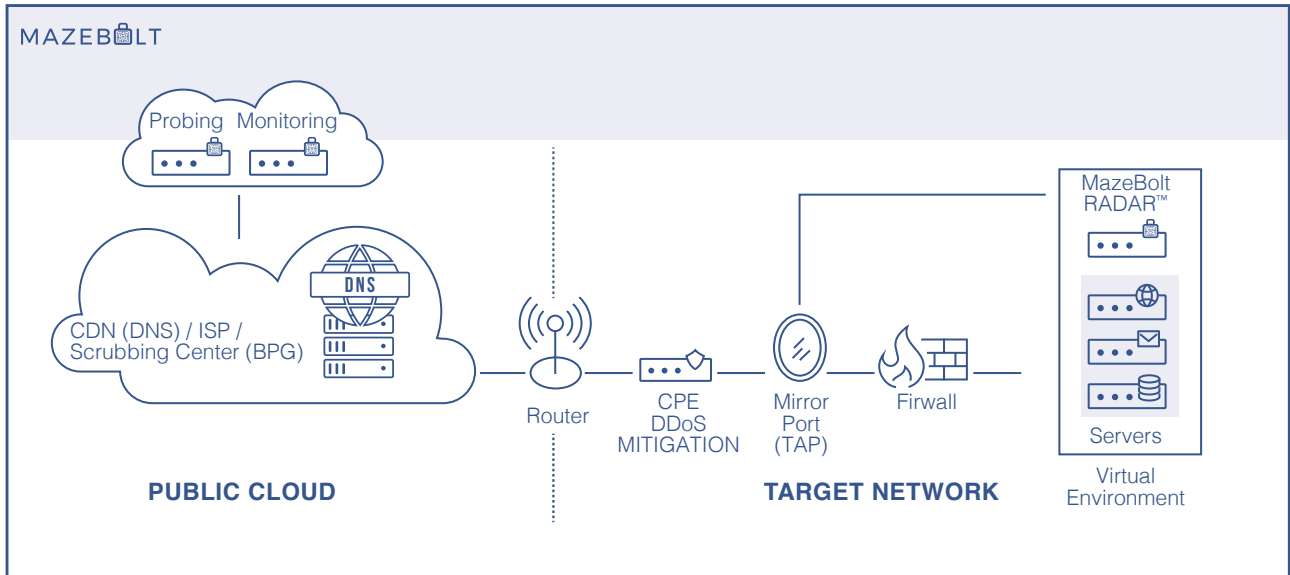 MAZEBOLT
Probing Monitoring
MazeBolt
RADAR™
DNS
CDN (DNS) / ISP /
Scrubbing Center (BPG)
Router
CPE
DDoS
MITIGATION
Mirror
Port
(TAP)
Firwall
Servers
Virtual
Environment
PUBLIC CLOUD
TARGET NETWORK